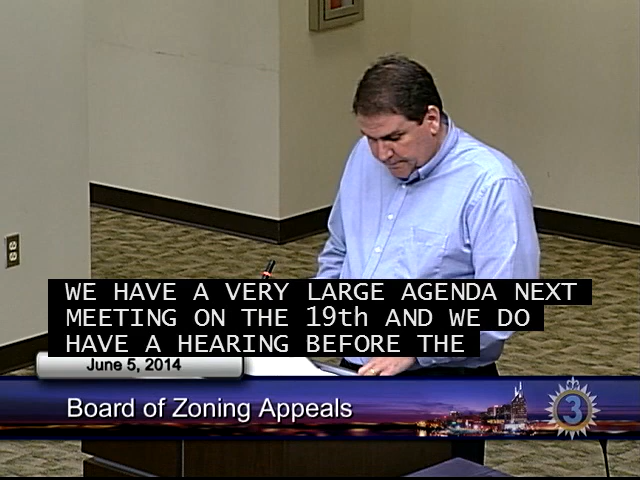 WE HAVE A VERY LARGE AGENDA NEXT
MEETING ON THE 19th AND WE DO
HAVE A HEARING BEFORE THE
June 5, 2014
Board of Zoning Appeals
3